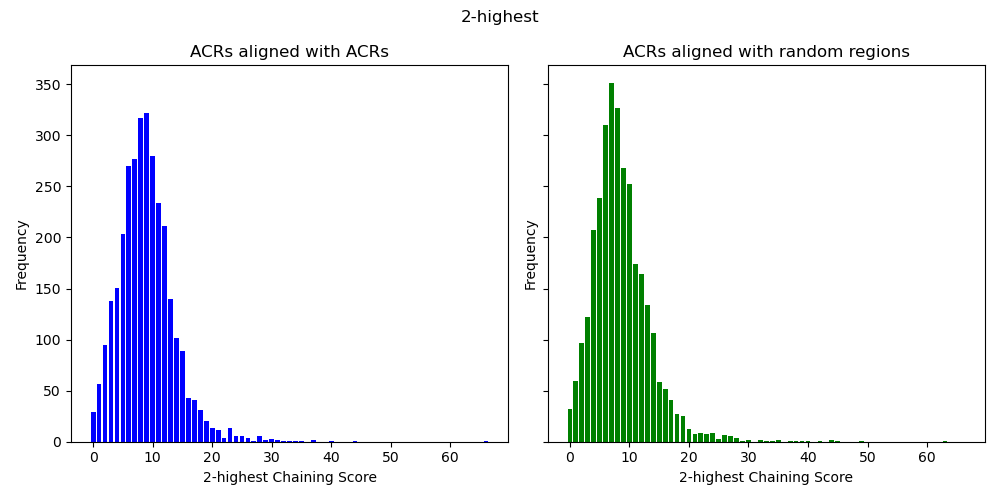 2-highest
ACRs aligned with ACRs
ACRs aligned with random regions
350
300
250
200
150
100
50
0
Frequency
Frequency
0 10 20 30 40 50 60
0 10 20 30 40 50 60
2-highest Chaining Score
2-highest Chaining Score